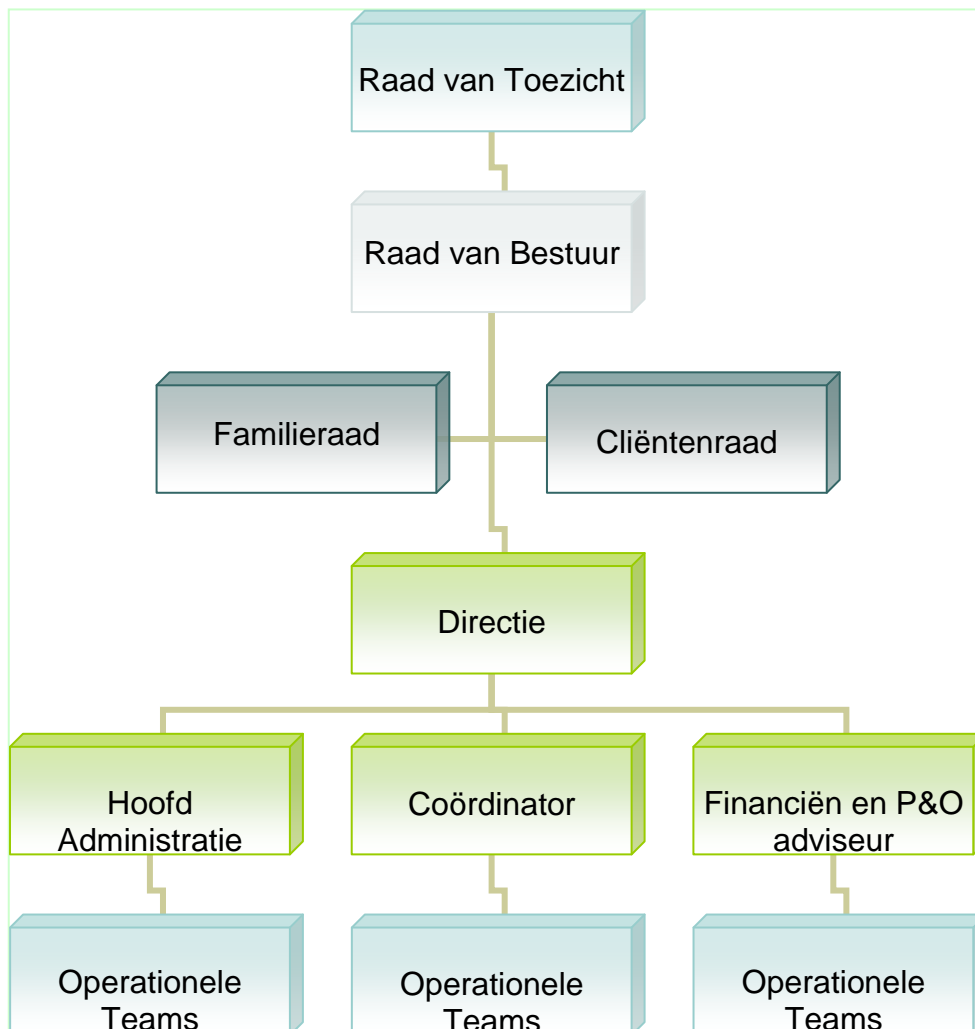 Raad van Toezicht
Raad van Bestuur
Familieraad
Cliëntenraad
Directie
Hoofd
Administratie
Coördinator
Financiën en P&O
adviseur
Operationele
Teams
Operationele
Teams
Operationele
Teams